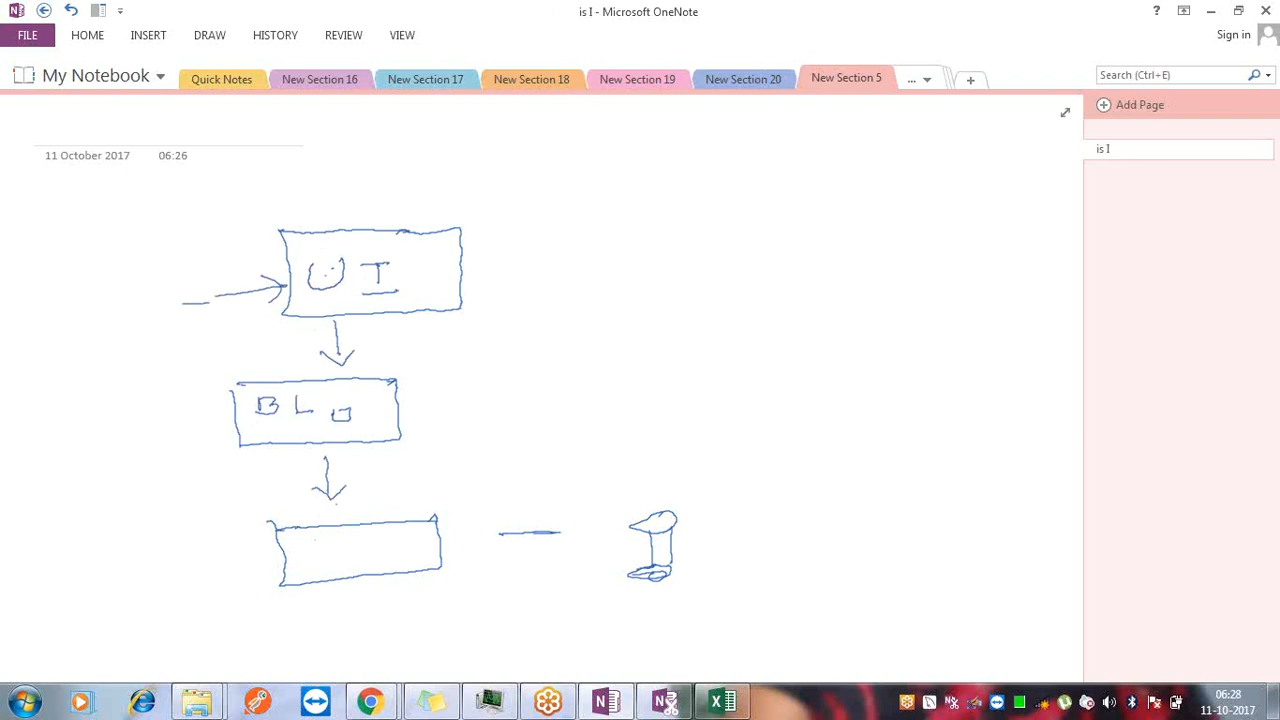 is I - Microsoft OneNote
?
FILE HOME INSERT DRAW HISTORY REVIEW VIEW
Sign in
My Notebook
Quick Notes New Section 16 New Section 17 New Section 18 New Section 19 New Section 20 New Section 5 ...
Search (Ctrl+E)
Add Page
11 October 2017 06:26
is I
UI
BLO
06:28
11-10-2017